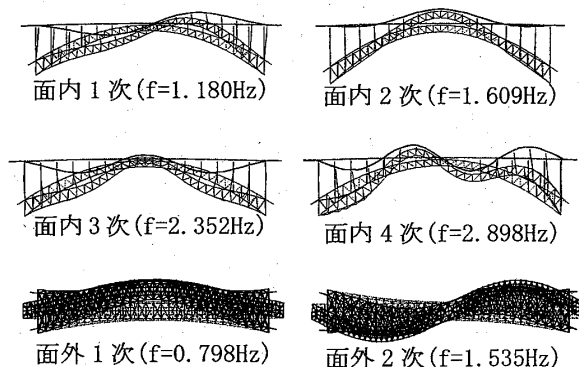 面内１次(f=1.180Hz)
面内２次(f=1.609Hz)
面内３次(f=2.352Hz)
面内４次(f=2.898Hz)
面外１次(f=0.798Hz)
面外２次(f=1.535Hz)